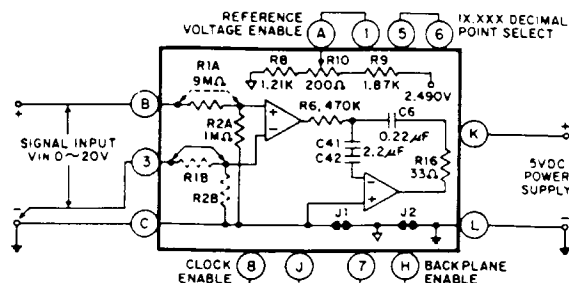 REFERENCE
VOLTAGE ENABLE
A
1
5
6
IX.XXX DECIMAL
POINT SELECT
R8
1.21K
R10
200Ω
R9
1.87K
2.490V
R1A
9MΩ
B
+
R2A
1MΩ
+
-
R6, 470K
C6
0.22µF
C41
C42
2.2µF
R16
33Ω
K
+
SIGNAL INPUT
VIN 0~20V
3
R1B
R2B
-
+
5VDC
POWER
SUPPLY
-
C
J1
J2
L
-
CLOCK
ENABLE
8
J
7
H
BACKPLANE
ENABLE